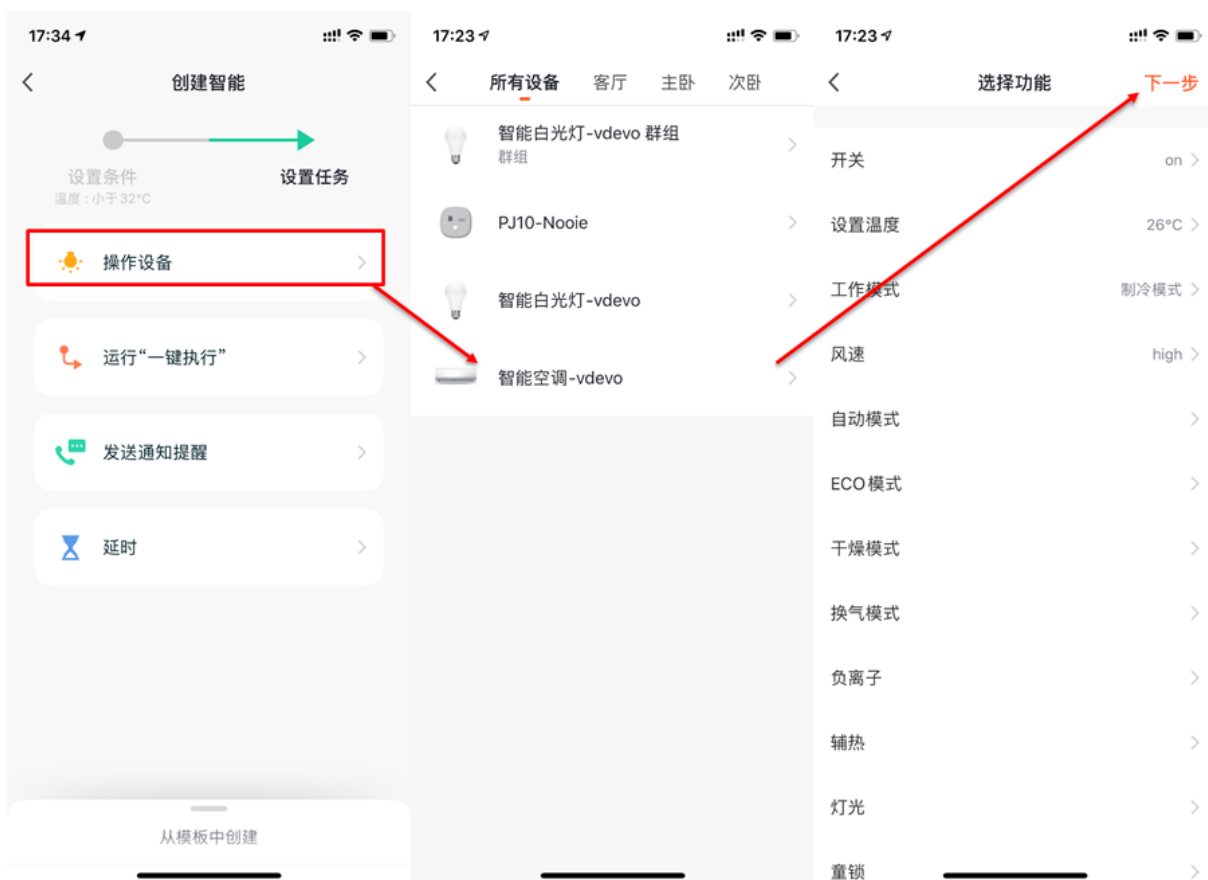 17:34
创建智能
设置条件
温度：小于32°C
设置任务
操作设备
运行“一键执行”
发送通知提醒
延时
从模板中创建
17:23
所有设备 客厅 主卧 次卧
智能白光灯-vdevo 群组
群组
PJ10-Nooie
智能白光灯-vdevo
智能空调-vdevo
17:23
选择功能 下一步
开关 on
设置温度 26°C
工作模式 制冷模式
风速 high
自动模式
ECO模式
干燥模式
换气模式
负离子
辅热
灯光
童锁